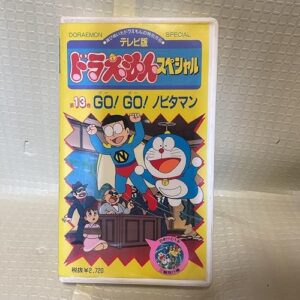 DORAEMON SPECIAL
テレビ版
ドラえもんスペシャル
第13巻 GO! GO! ノビタマン
N
税抜¥2,720